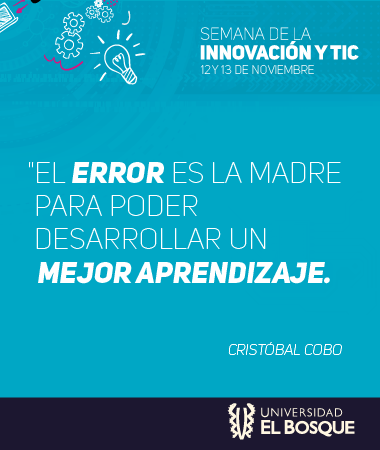 SEMANA DE LA
INNOVACIÓN Y TIC
12 Y 13 DE NOVIEMBRE
"EL ERROR ES LA MADRE
PARA PODER
DESARROLLAR UN
MEJOR APRENDIZAJE.
CRISTÓBAL COBO
UNIVERSIDAD
EL BOSQUE